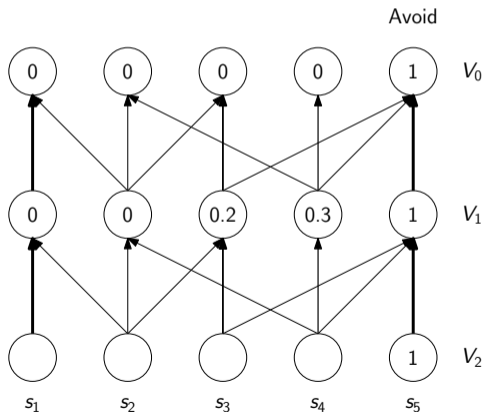 Avoid
0 0 0 0 1 V₀
0 0 0.2 0.3 1 V₁
1 V₂
s₁ s₂ s₃ s₄ s₅